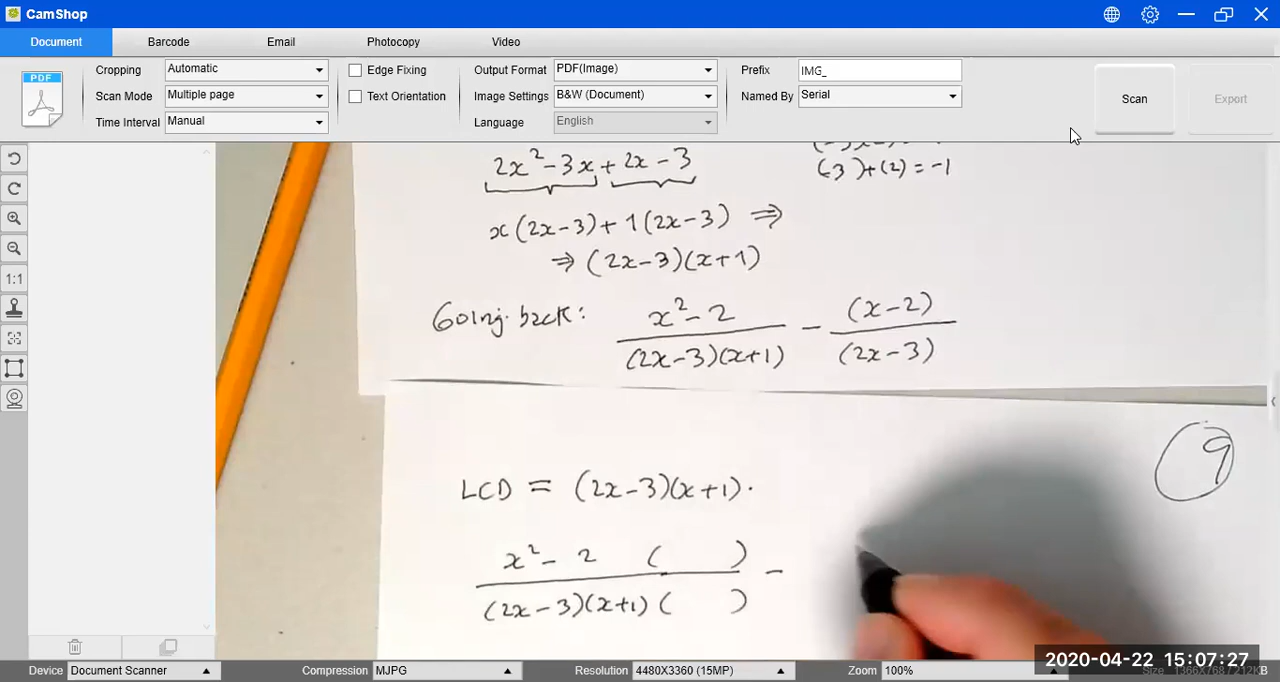 CamShop
Document Barcode Email Photocopy Video
PDF
Cropping Automatic Edge Fixing Output Format PDF(Image) Prefix IMG_
Scan Mode Multiple page Text Orientation Image Settings B&W (Document) Named By Serial
Time Interval Manual Language English
Scan Export
1:1
2x² - 3x + 2x - 3
(-3) + (2) = -1
x(2x-3) + 1(2x-3) ⇒
⇒ (2x-3)(x+1)
Going back: x² - 2 / (2x-3)(x+1) - (x-2) / (2x-3)
9
LCD = (2x-3)(x+1).
x² - 2 ( ) / (2x-3)(x+1)( ) -
2020-04-22 15:07:27
Device Document Scanner Compression MJPG Resolution 4480X3360 (15MP) Zoom 100%